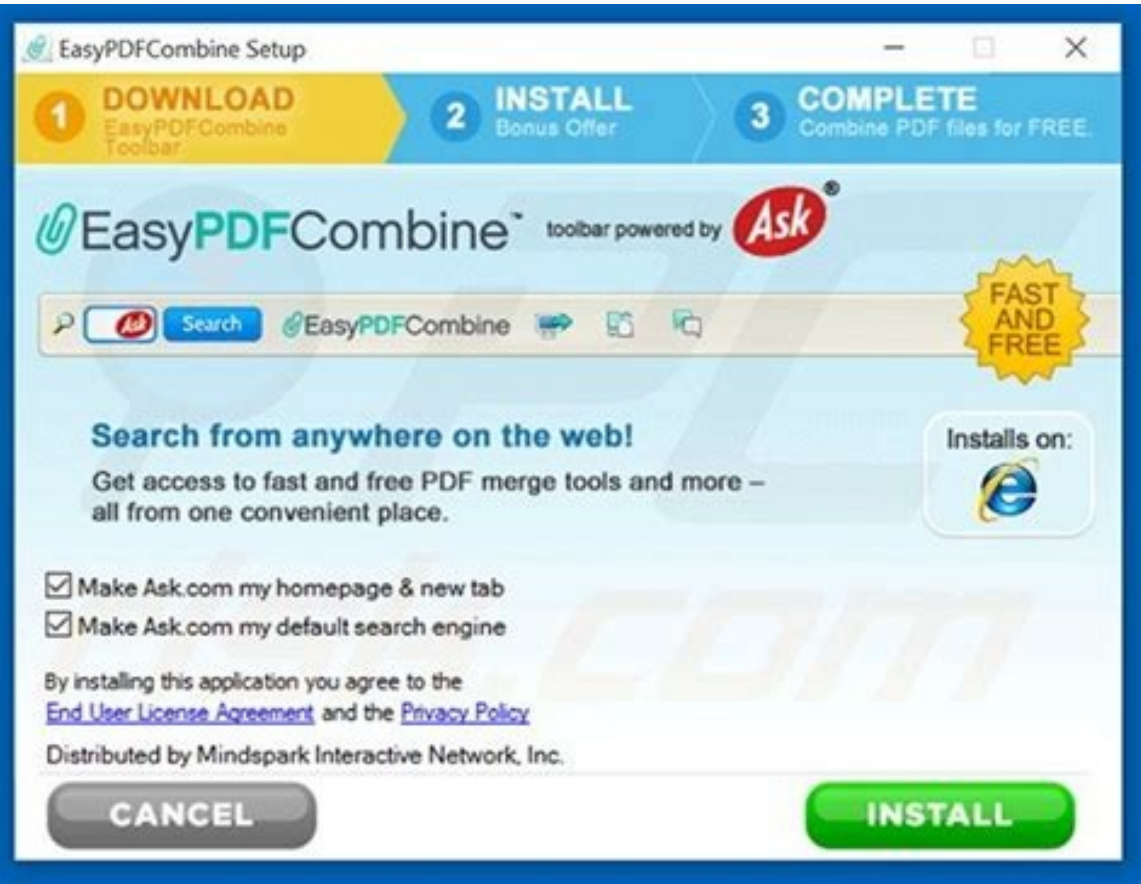 EasyPDFCombine Setup
1
DOWNLOAD
EasyPDFCombine
Toolbar
2
INSTALL
Bonus Offer
3
COMPLETE
Combine PDF files for FREE.
EasyPDFCombine™ toolbar powered by Ask®
Ask Search EasyPDFCombine
FAST
AND
FREE
Search from anywhere on the web!
Get access to fast and free PDF merge tools and more –
all from one convenient place.
Installs on:
Make Ask.com my homepage & new tab
Make Ask.com my default search engine
By installing this application you agree to the
End User License Agreement and the Privacy Policy
Distributed by Mindspark Interactive Network, Inc.
CANCEL
INSTALL